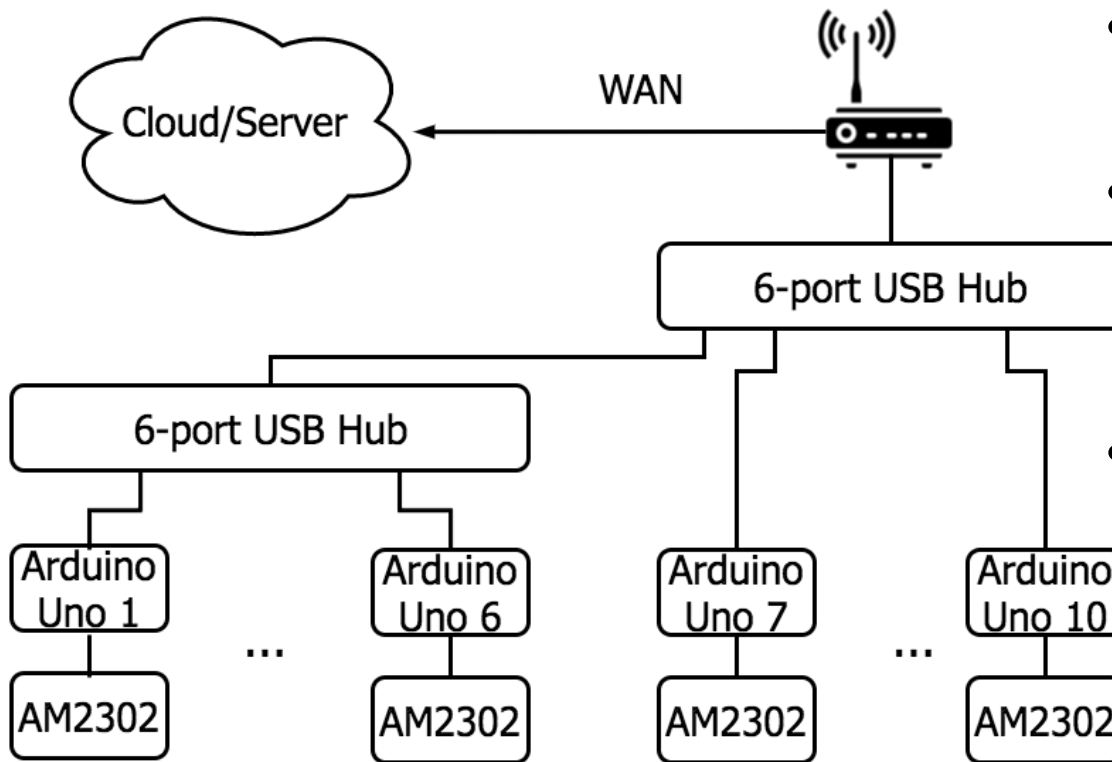 Cloud/Server
WAN
6-port USB Hub
6-port USB Hub
Arduino
Uno 1
...
Arduino
Uno 6
Arduino
Uno 7
...
Arduino
Uno 10
AM2302
AM2302
AM2302
AM2302